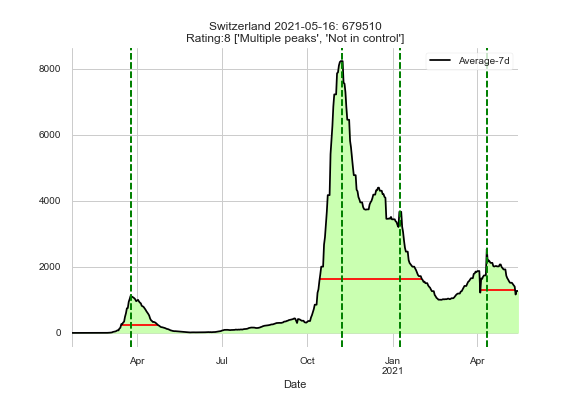 Switzerland 2021-05-16: 679510
Rating:8 ['Multiple peaks', 'Not in control']
Average-7d
8000
6000
4000
2000
0
Apr
Jul
Oct
Jan
2021
Apr
Date